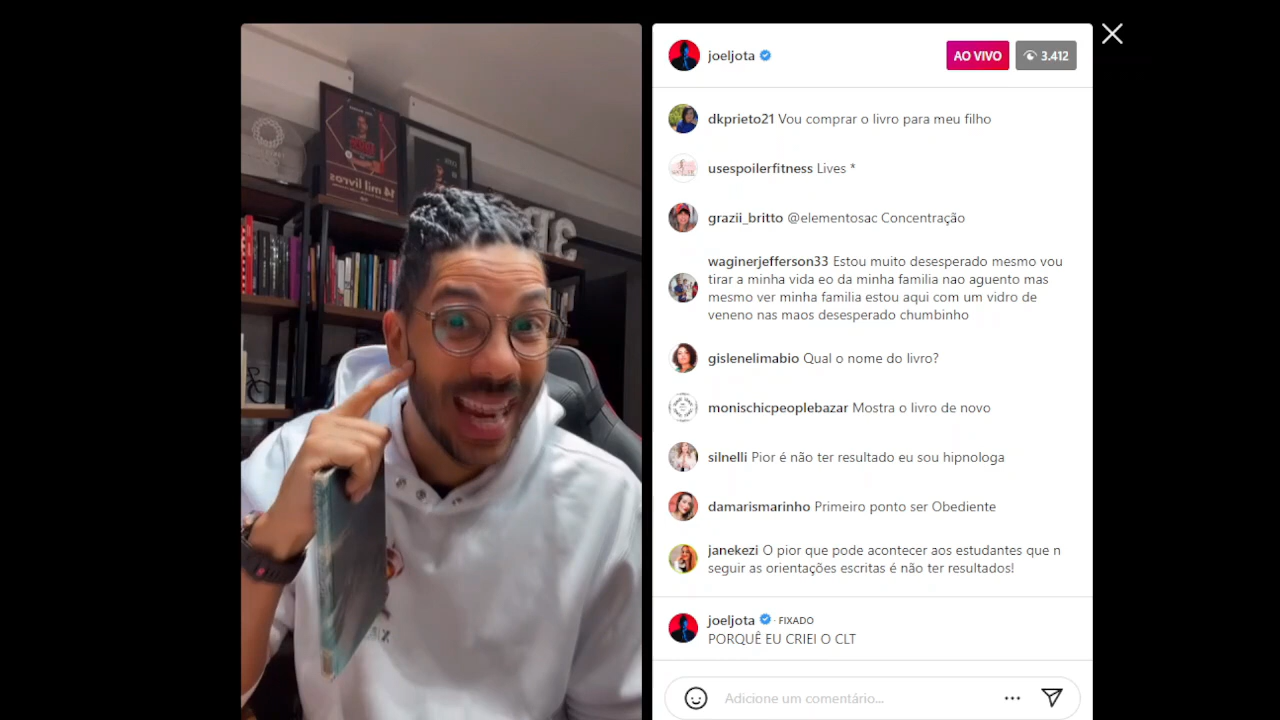 14 mil livros
joeljota
AO VIVO
3.412
dkprieto21 Vou comprar o livro para meu filho
usespoilerfitness Lives *
grazii_britto @elementosac Concentração
waginerjefferson33 Estou muito desesperado mesmo vou
tirar a minha vida eo da minha familia nao aguento mas
mesmo ver minha familia estou aqui com um vidro de
veneno nas maos desesperado chumbinho
gislenelimabio Qual o nome do livro?
monischicpeoplebazar Mostra o livro de novo
silnelli Pior é não ter resultado eu sou hipnologa
damarismarinho Primeiro ponto ser Obediente
janekezi O pior que pode acontecer aos estudantes que n
seguir as orientações escritas é não ter resultados!
joeljota · FIXADO
PORQUÊ EU CRIEI O CLT
Adicione um comentário...